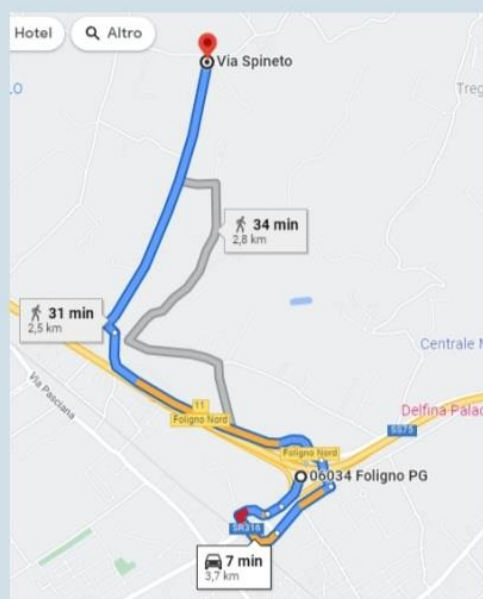 Hotel
Altro
Via Spineto
Treg
LO
34 min
2,8 km
31 min
2,5 km
Centrale M
Via Pasciana
11
Foligno Nord
Delfina Palac
SS75
Foligno Nord
06034 Foligno PG
SR316
7 min
3,7 km